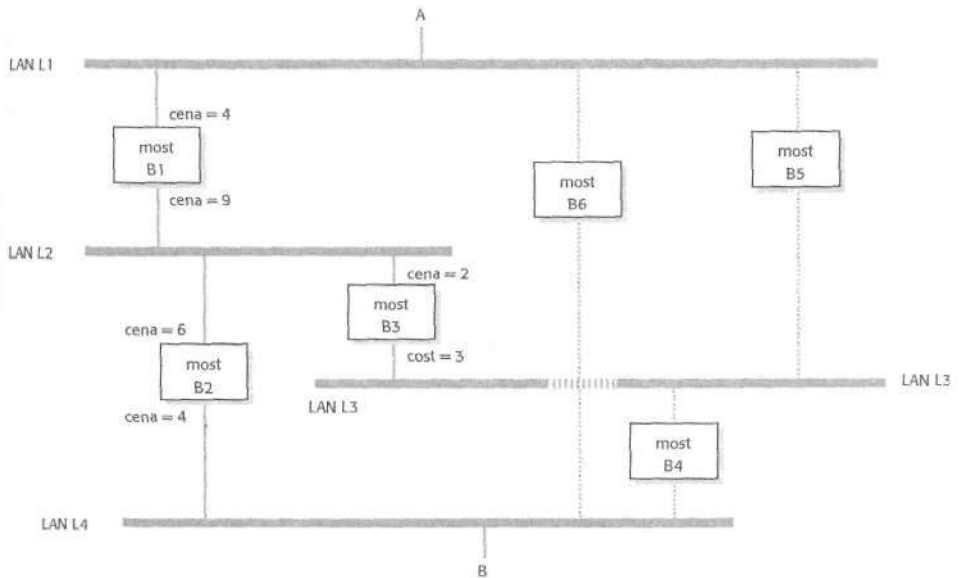 A
LAN L1
cena = 4
most
B1
cena = 9
most
B6
most
B5
LAN L2
cena = 2
most
B3
cost = 3
cena = 6
most
B2
cena = 4
LAN L3
LAN L3
most
B4
LAN L4
B